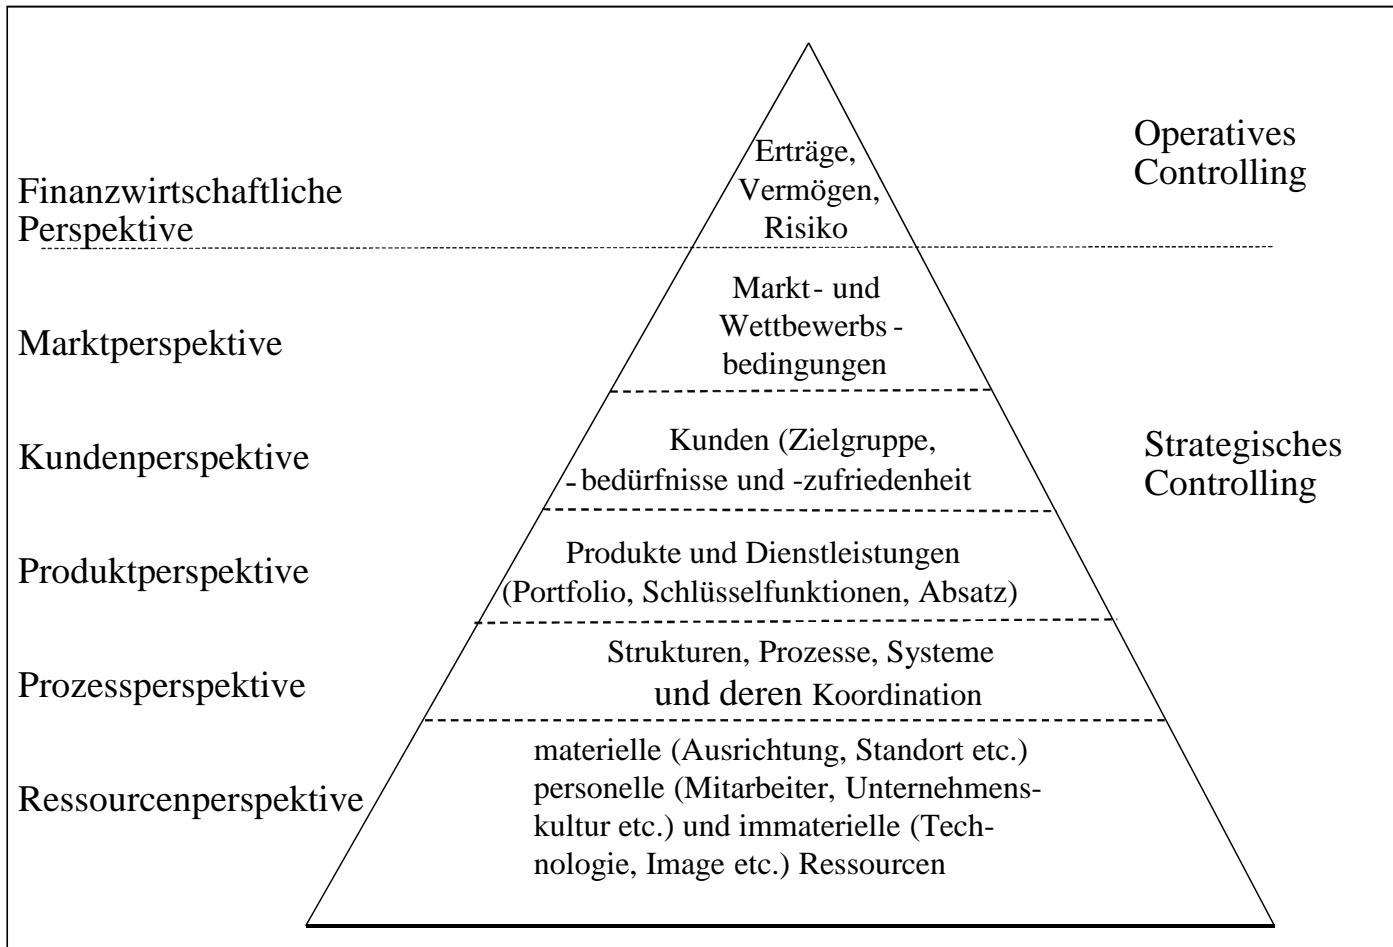 Finanzwirtschaftliche
Perspektive
Erträge,
Vermögen,
Risiko
Operatives
Controlling
Marktperspektive
Markt- und
Wettbewerbs-
bedingungen
Kundenperspektive
Kunden (Zielgruppe,
-bedürfnisse und -zufriedenheit
Strategisches
Controlling
Produktperspektive
Produkte und Dienstleistungen
(Portfolio, Schlüsselfunktionen, Absatz)
Prozessperspektive
Strukturen, Prozesse, Systeme
und deren Koordination
Ressourcenperspektive
materielle (Ausrichtung, Standort etc.)
personelle (Mitarbeiter, Unternehmens-
kultur etc.) und immaterielle (Tech-
nologie, Image etc.) Ressourcen